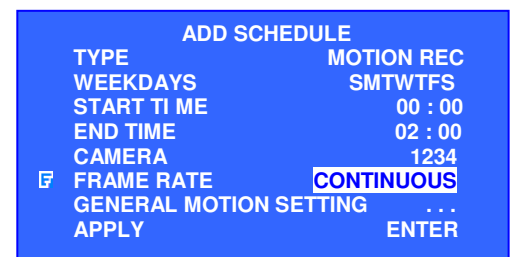 ADD SCHEDULE
TYPE MOTION REC
WEEKDAYS SMTWTFS
START TI ME 00 : 00
END TIME 02 : 00
CAMERA 1234
FRAME RATE CONTINUOUS
GENERAL MOTION SETTING ...
APPLY ENTER